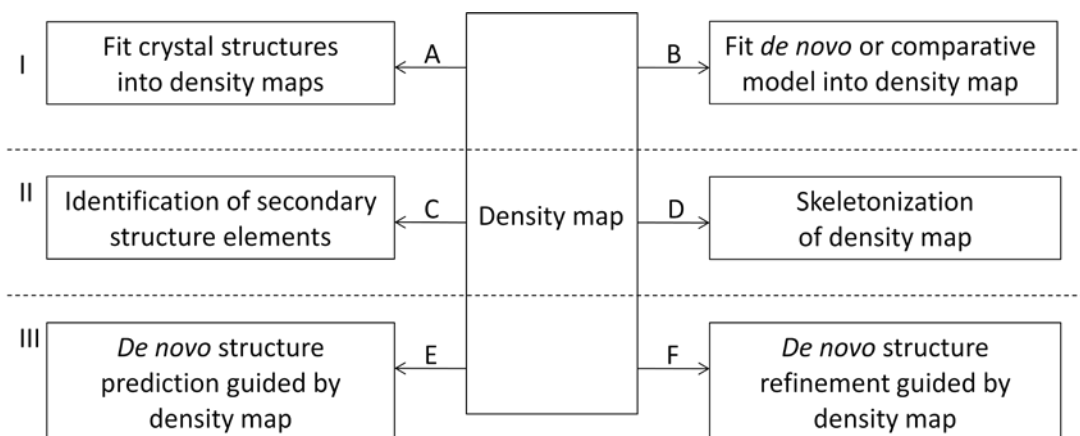 I
Fit crystal structures
into density maps
A
B
Fit de novo or comparative
model into density map
II
Identification of secondary
structure elements
C
Density map
D
Skeletonization
of density map
III
De novo structure
prediction guided by
density map
E
F
De novo structure
refinement guided by
density map